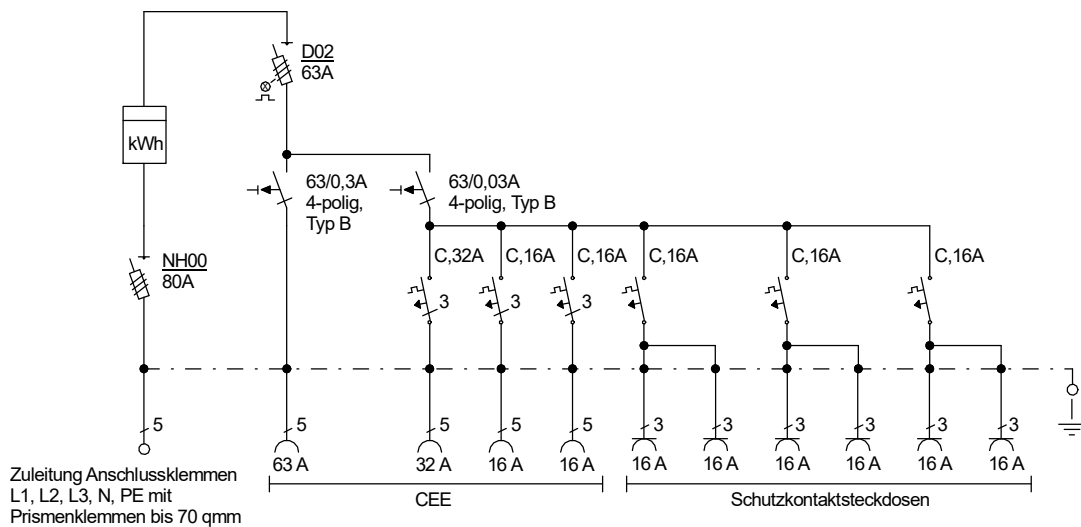 D02
63A
kWh
63/0,3A
4-polig,
Typ B
63/0,03A
4-polig, Typ B
NH00
80A
C,32A
C,16A
C,16A
C,16A
C,16A
C,16A
3
3
3
5
5
5
5
5
3
3
3
3
3
3
63 A
32 A
16 A
16 A
16 A
16 A
16 A
16 A
16 A
16 A
CEE
Schutzkontaktsteckdosen
Zuleitung Anschlussklemmen
L1, L2, L3, N, PE mit
Prismenklemmen bis 70 qmm